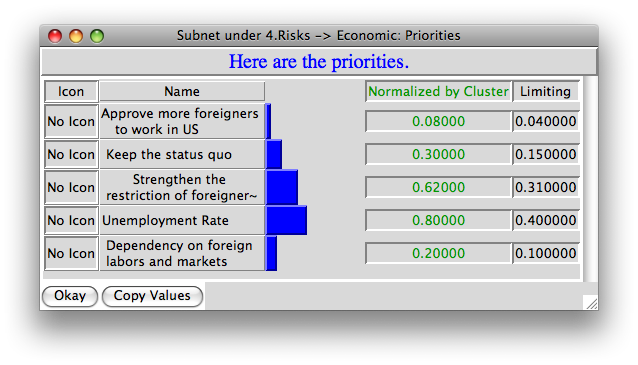 Subnet under 4.Risks -> Economic: Priorities
Here are the priorities.
Icon Name Normalized by Cluster Limiting
No Icon Approve more foreigners
to work in US 0.08000 0.040000
No Icon Keep the status quo 0.30000 0.150000
No Icon Strengthen the
restriction of foreigner~ 0.62000 0.310000
No Icon Unemployment Rate 0.80000 0.400000
No Icon Dependency on foreign
labors and markets 0.20000 0.100000
Okay Copy Values